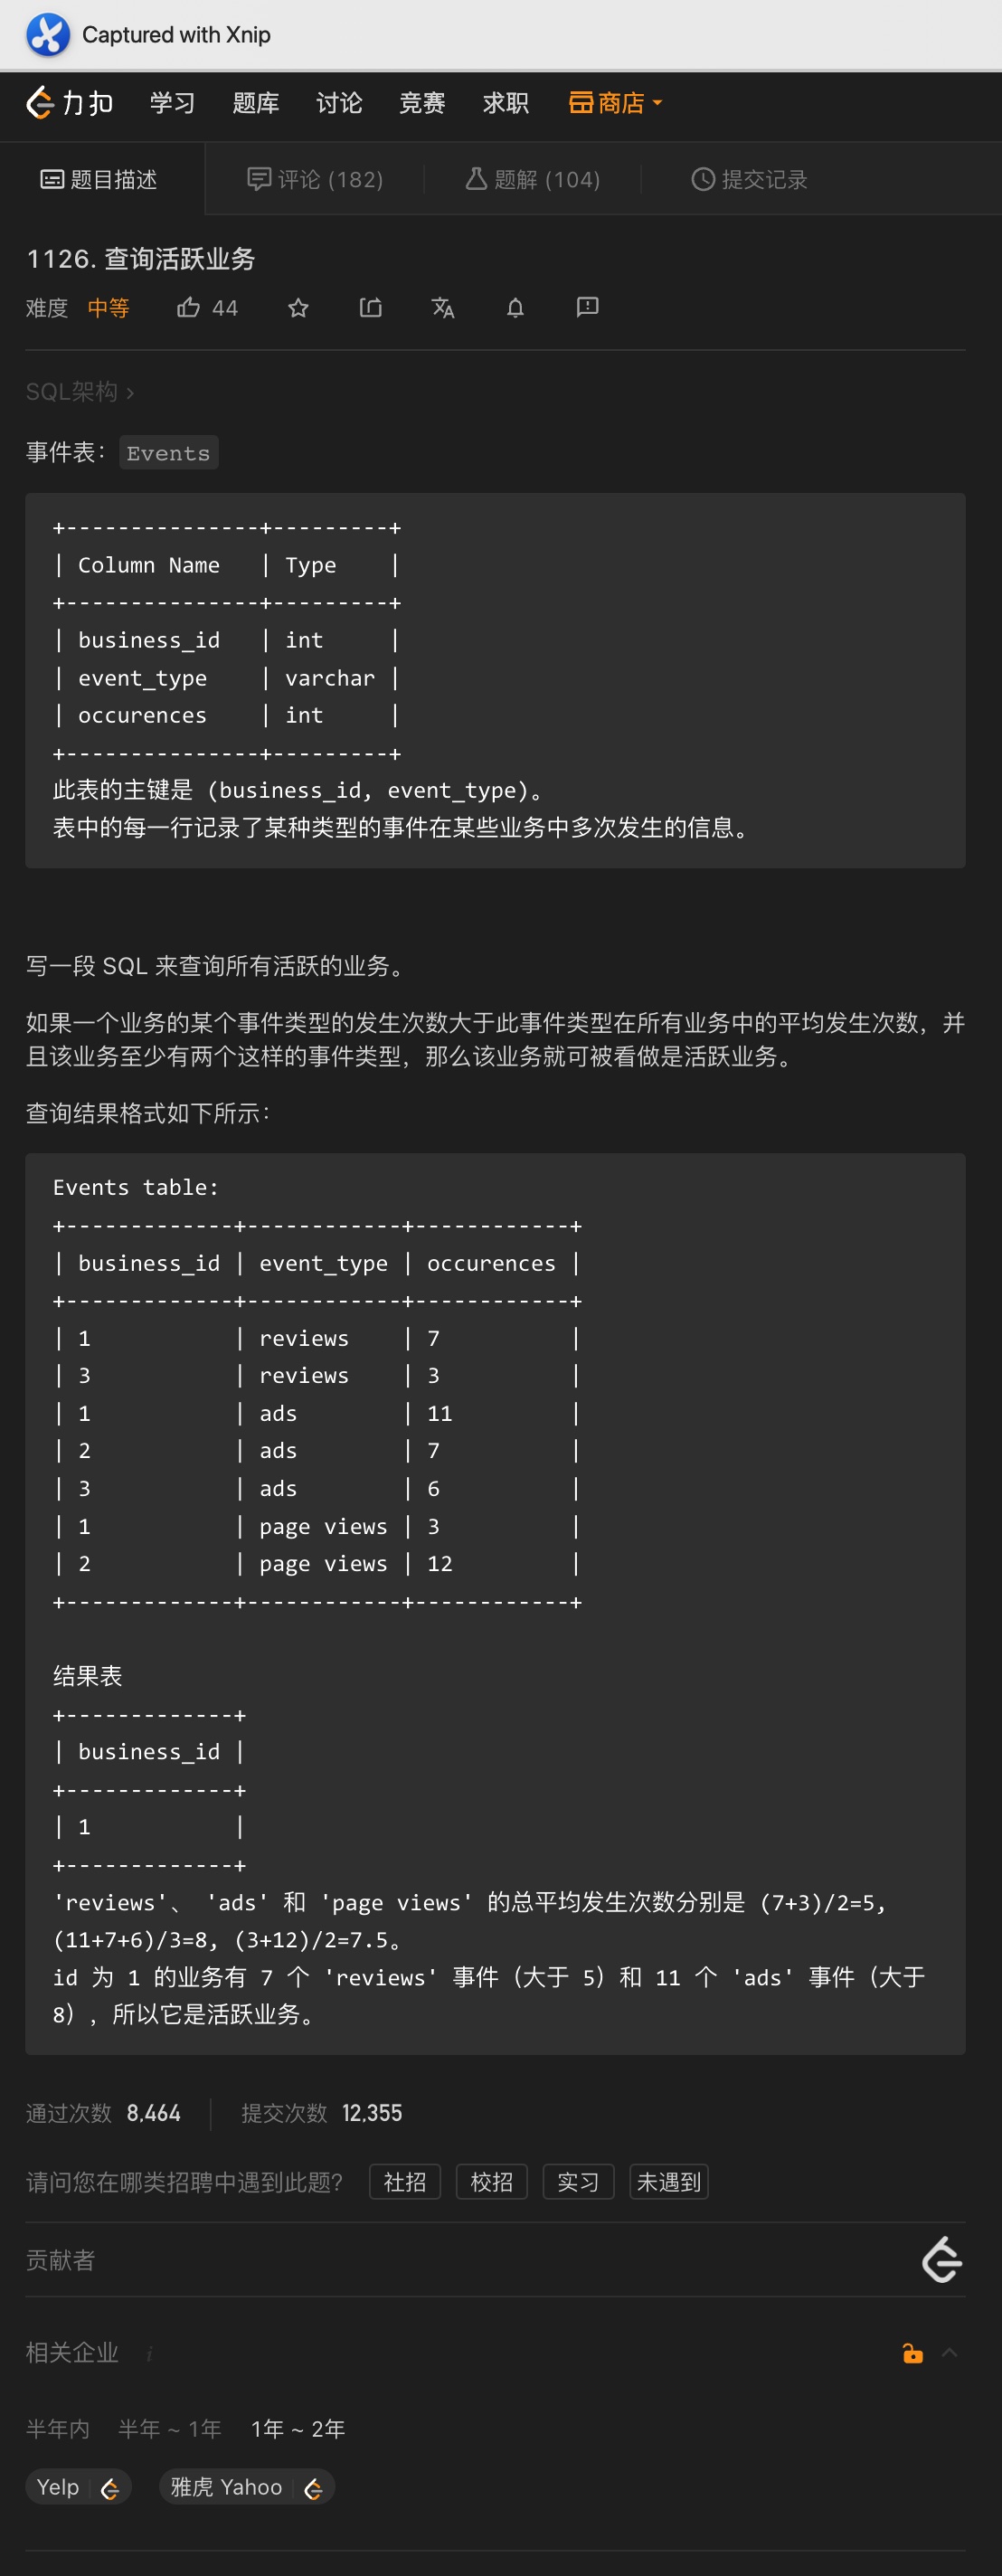 Captured with Xnip
力扣 学习 题库 讨论 竞赛 求职 商店
题目描述 评论 (182) 题解 (104) 提交记录
1126. 查询活跃业务
难度 中等 44
SQL架构 >
事件表： Events
+---------------+---------+
| Column Name   | Type    |
+---------------+---------+
| business_id   | int     |
| event_type    | varchar |
| occurences    | int     |
+---------------+---------+
此表的主键是 (business_id, event_type)。
表中的每一行记录了某种类型的事件在某些业务中多次发生的信息。
写一段 SQL 来查询所有活跃的业务。
如果一个业务的某个事件类型的发生次数大于此事件类型在所有业务中的平均发生次数，并
且该业务至少有两个这样的事件类型，那么该业务就可被看做是活跃业务。
查询结果格式如下所示：
Events table:
+-------------+------------+------------+
| business_id | event_type | occurences |
+-------------+------------+------------+
| 1           | reviews    | 7          |
| 3           | reviews    | 3          |
| 1           | ads        | 11         |
| 2           | ads        | 7          |
| 3           | ads        | 6          |
| 1           | page views | 3          |
| 2           | page views | 12         |
+-------------+------------+------------+
结果表
+-------------+
| business_id |
+-------------+
| 1           |
+-------------+
'reviews'、 'ads' 和 'page views' 的总平均发生次数分别是 (7+3)/2=5,
(11+7+6)/3=8, (3+12)/2=7.5。
id 为 1 的业务有 7 个 'reviews' 事件（大于 5）和 11 个 'ads' 事件（大于
8），所以它是活跃业务。
通过次数 8,464 提交次数 12,355
请问您在哪类招聘中遇到此题? 社招 校招 实习 未遇到
贡献者
相关企业 i
半年内 半年 ~ 1年 1年 ~ 2年
Yelp 雅虎 Yahoo